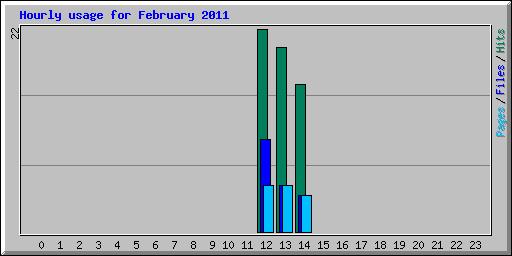 Hourly usage for February 2011
22
Pages / Files / Hits
0 1 2 3 4 5 6 7 8 9 10 11 12 13 14 15 16 17 18 19 20 21 22 23